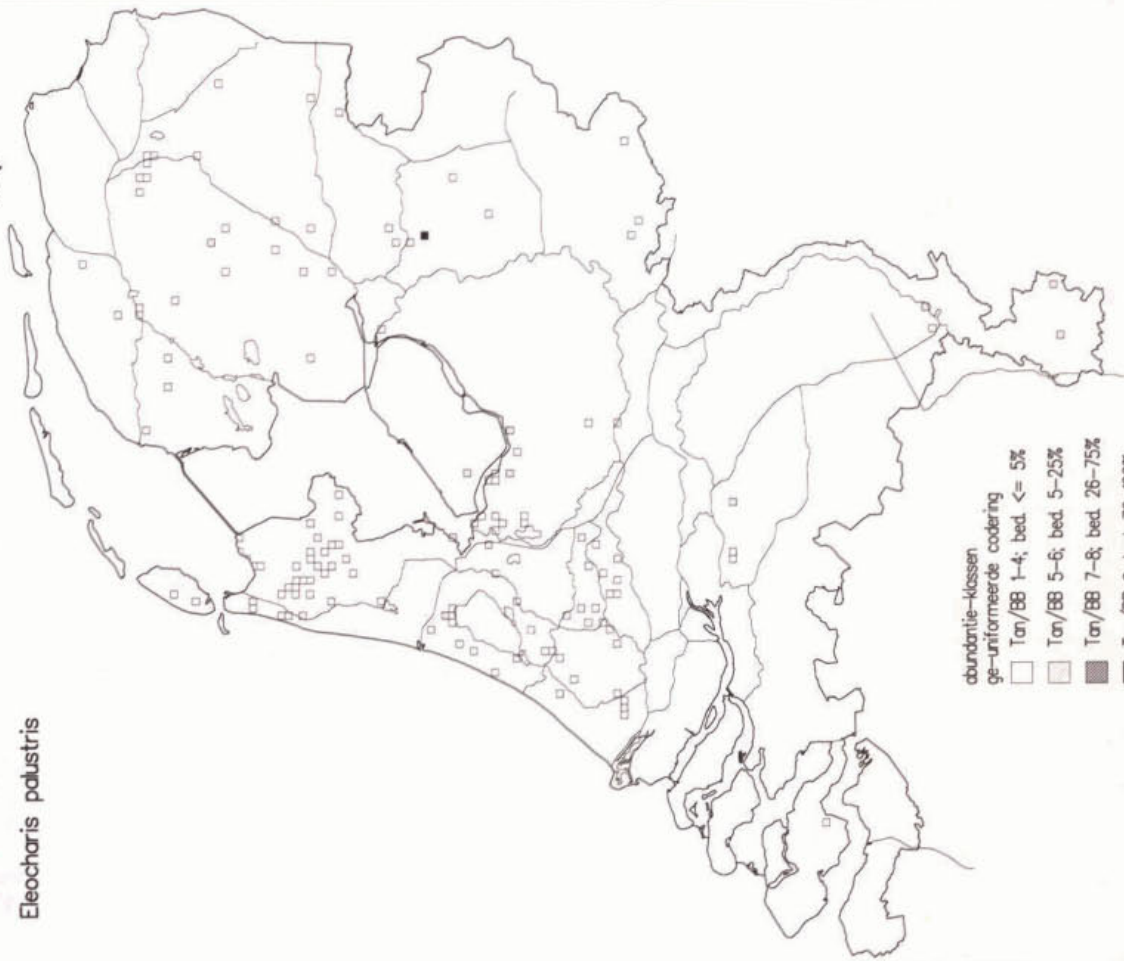 Eleocharis palustris
abundantie-klassen
ge-uniformeerde codering
Tan/BB 1-4; bed. <= 5%
Tan/BB 5-6; bed. 5-25%
Tan/BB 7-8; bed. 26-75%